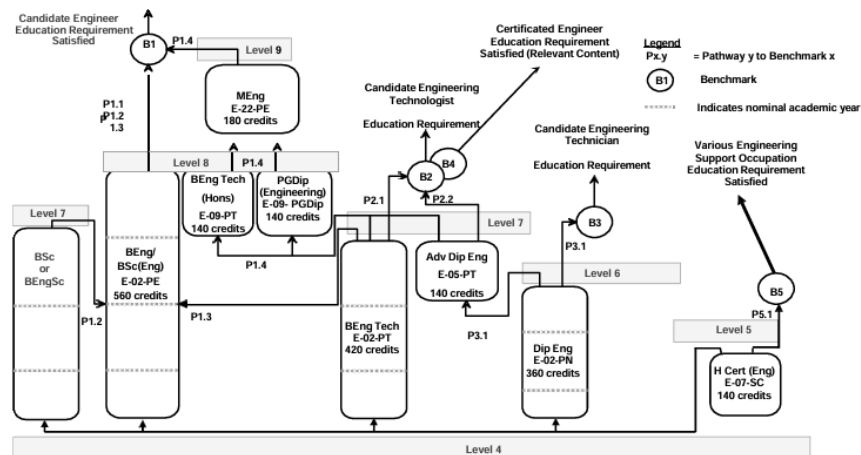 Candidate Engineer
Education Requirement
Satisfied
B1
P1.4
Level 9
MEng
E-22-PE
180 credits
P1.1
P1.2
P
1.3
Certificated Engineer
Education Requirement
Satisfied (Relevant Content)
Legend
Px.y = Pathway y to Benchmark x
B1 Benchmark
Indicates nominal academic year
Candidate Engineering
Technologist
Education Requirement
Candidate Engineering
Technician
Education Requirement
Various Engineering
Support Occupation
Education Requirement
Satisfied
Level 8
P1.4
BEng Tech
(Hons)
E-09-PT
140 credits
PGDip
(Engineering)
E-09- PGDip
140 credits
B4
B2
P2.1
P2.2
Level 7
Level 7
B3
P3.1
BSc
or
BEngSc
BEng/
BSc(Eng)
E-02-PE
560 credits
P1.4
Adv Dip Eng
E-05-PT
140 credits
Level 6
B5
P1.2
P1.3
P5.1
BEng Tech
E-02-PT
420 credits
P3.1
Dip Eng
E-02-PN
360 credits
Level 5
H Cert (Eng)
E-07-SC
140 credits
Level 4